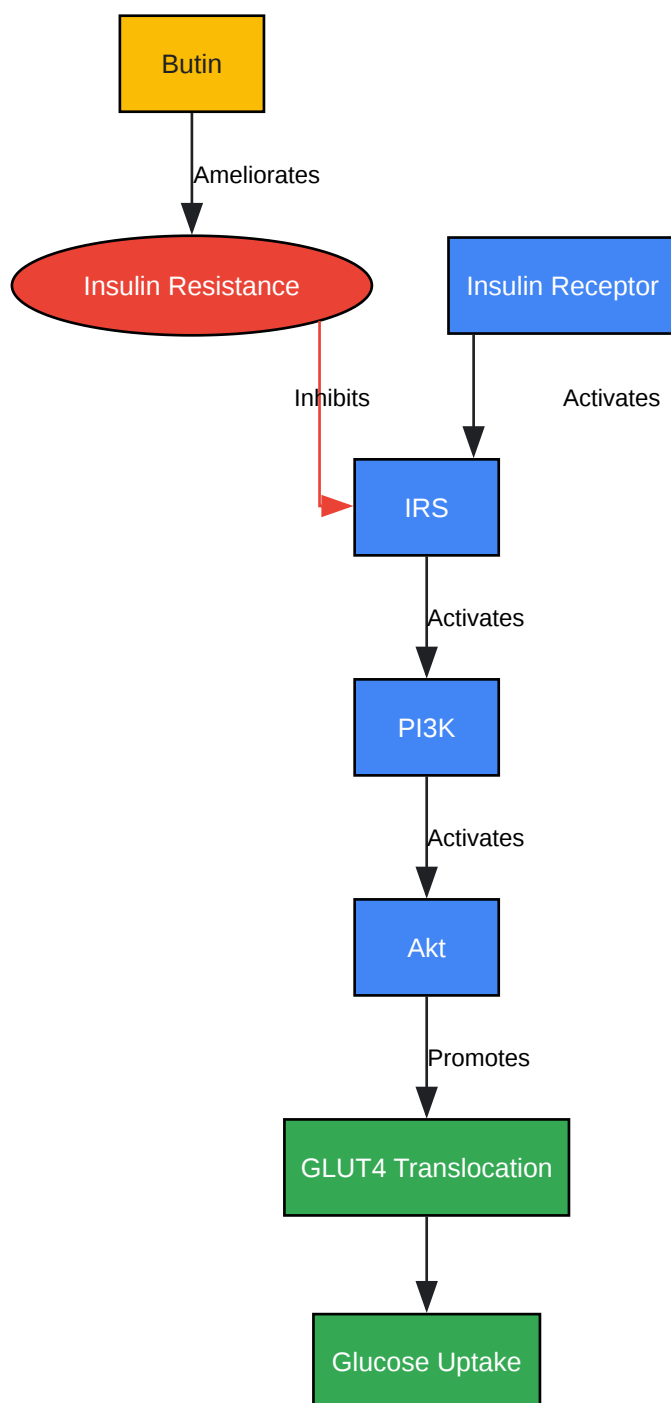 Butin
Ameliorates
Insulin Resistance
Insulin Receptor
Inhibits
Activates
IRS
Activates
PI3K
Activates
Akt
Promotes
GLUT4 Translocation
Glucose Uptake